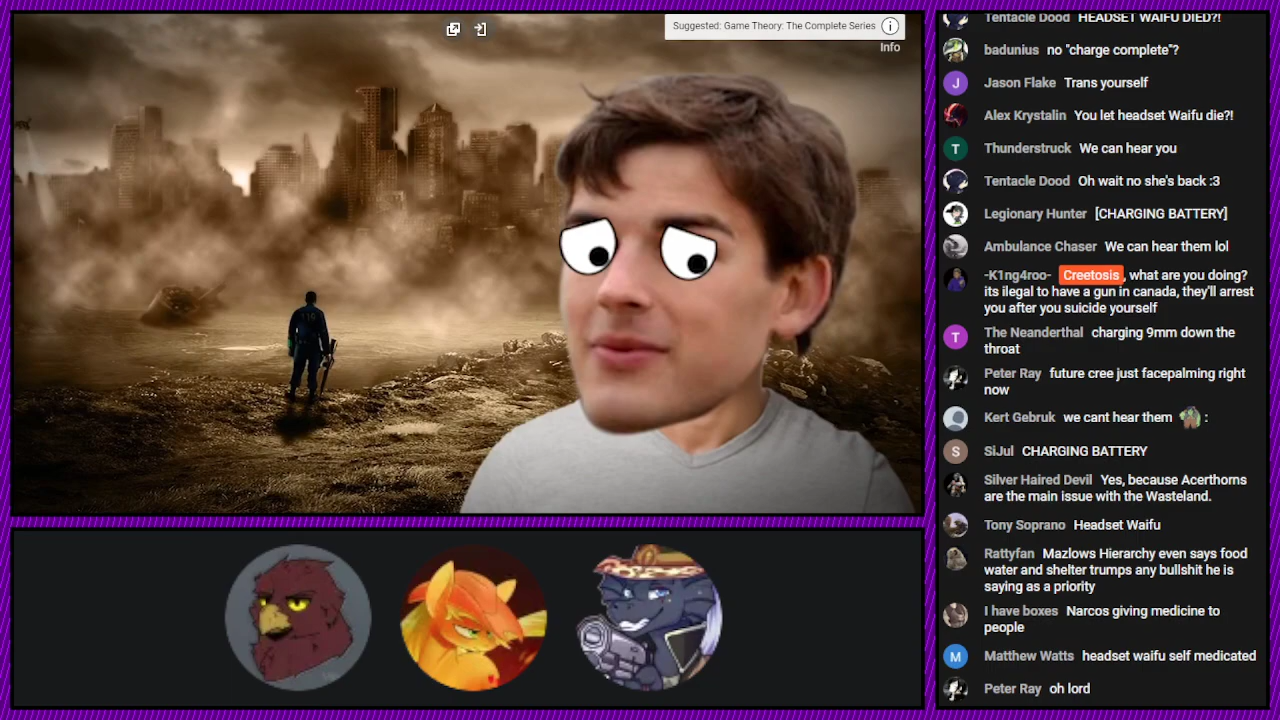 Suggested: Game Theory: The Complete Series
Info
Tentacle Dood HEADSET WAIFU DIED?!
badunius no "charge complete"?
J Jason Flake Trans yourself
Alex Krystalin You let headset Waifu die?!
T Thunderstruck We can hear you
Tentacle Dood Oh wait no she's back :3
Legionary Hunter [CHARGING BATTERY]
Ambulance Chaser We can hear them lol
-K1ng4roo- Creetosis, what are you doing?
its ilegal to have a gun in canada, they'll arrest
you after you suicide yourself
T The Neanderthal charging 9mm down the
throat
Peter Ray future cree just facepalming right
now
Kert Gebruk we cant hear them :
S SiJul CHARGING BATTERY
Silver Haired Devil Yes, because Acerthorns
are the main issue with the Wasteland.
Tony Soprano Headset Waifu
Rattyfan Mazlows Hierarchy even says food
water and shelter trumps any bullshit he is
saying as a priority
I have boxes Narcos giving medicine to
people
M Matthew Watts headset waifu self medicated
Peter Ray oh lord